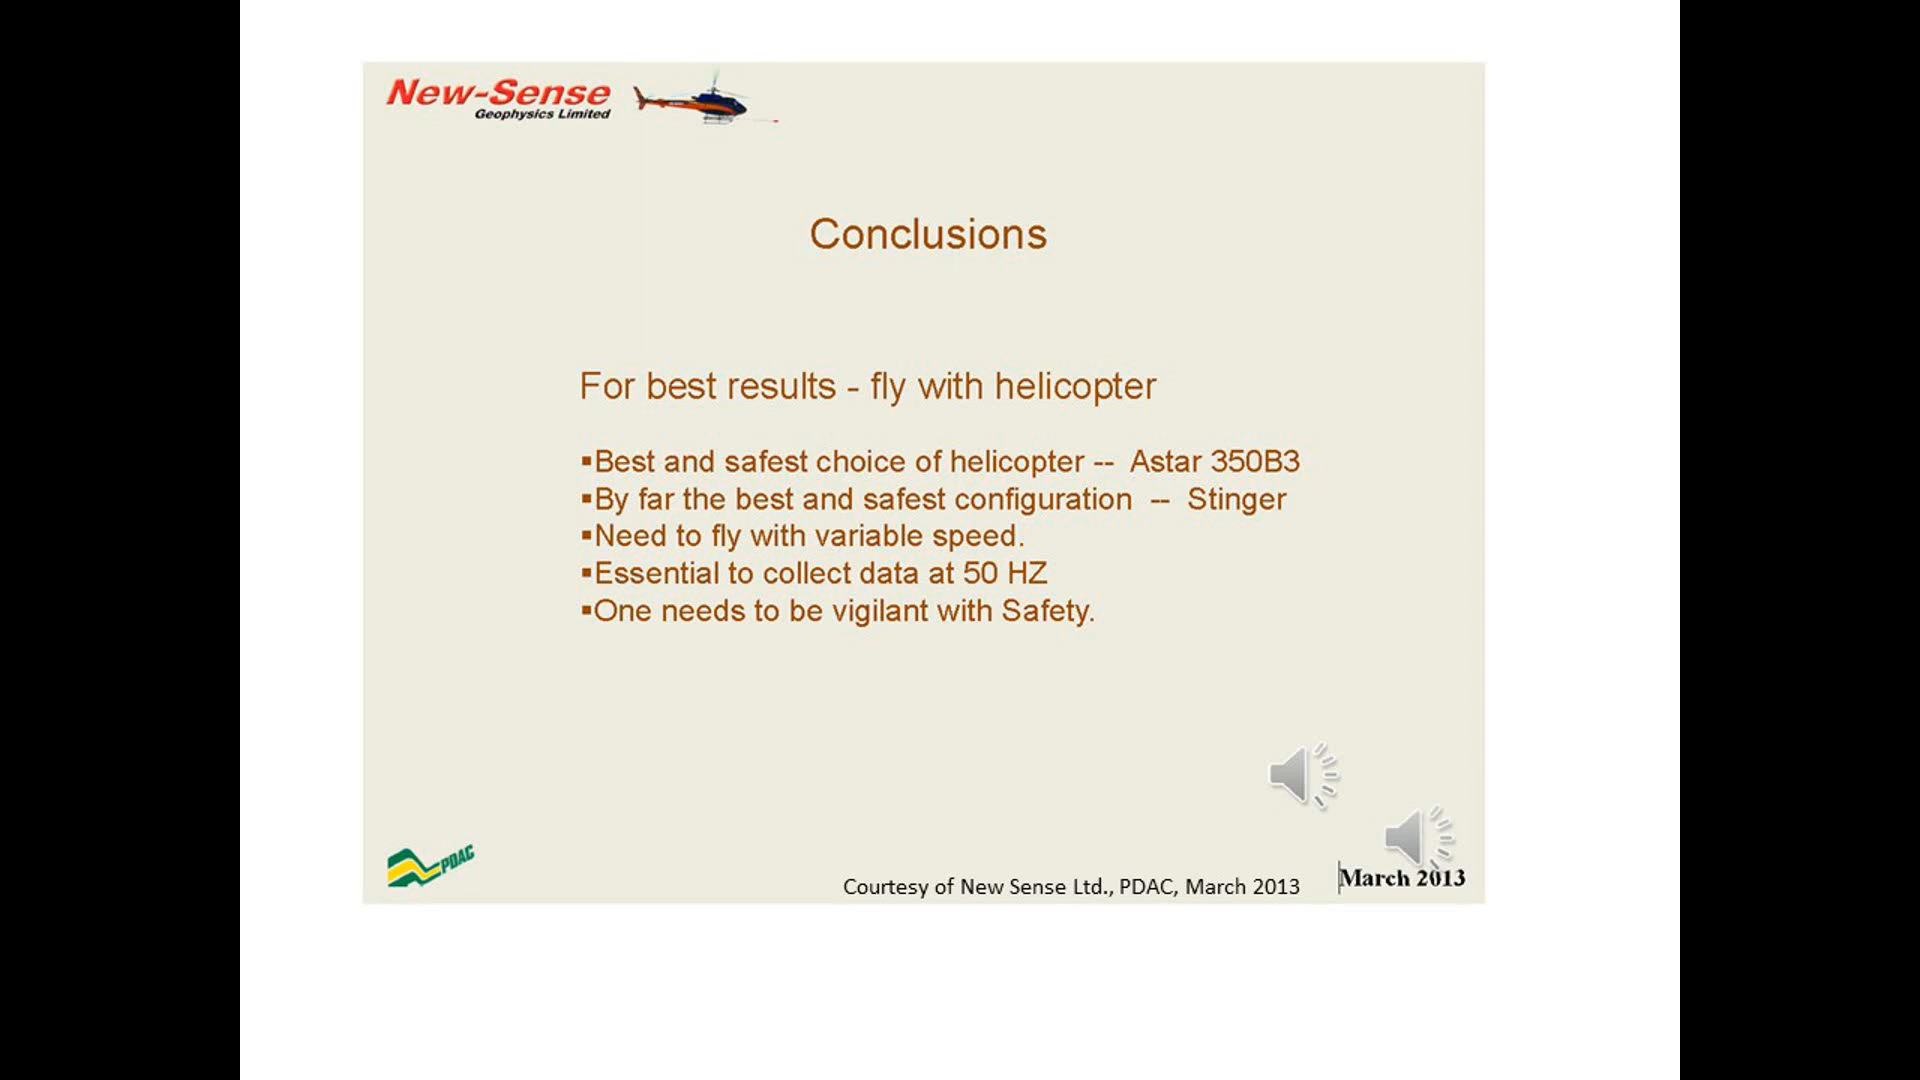 New-Sense
Geophysics Limited
Conclusions
For best results - fly with helicopter
▪Best and safest choice of helicopter -- Astar 350B3
▪By far the best and safest configuration -- Stinger
▪Need to fly with variable speed.
▪Essential to collect data at 50 HZ
▪One needs to be vigilant with Safety.
PDAC
Courtesy of New Sense Ltd., PDAC, March 2013
March 2013